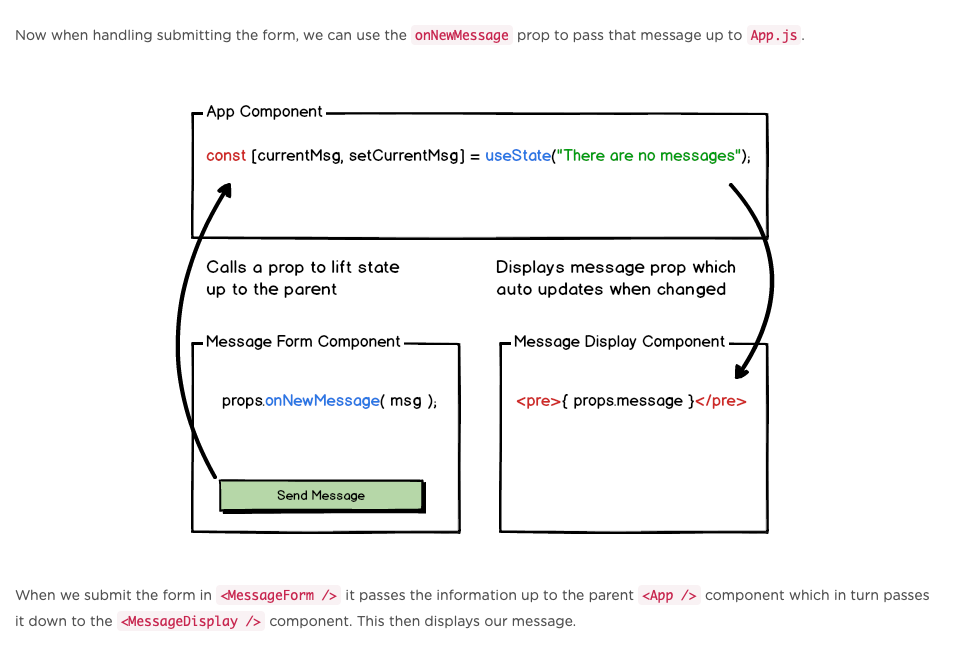 Now when handling submitting the form, we can use the onNewMessage prop to pass that message up to App.js.
App Component
const [currentMsg, setCurrentMsg] = useState("There are no messages");
Calls a prop to lift state
up to the parent
Displays message prop which
auto updates when changed
Message Form Component
props.onNewMessage( msg );
Send Message
Message Display Component
<pre>{ props.message }</pre>
When we submit the form in <MessageForm /> it passes the information up to the parent <App /> component which in turn passes
it down to the <MessageDisplay /> component. This then displays our message.